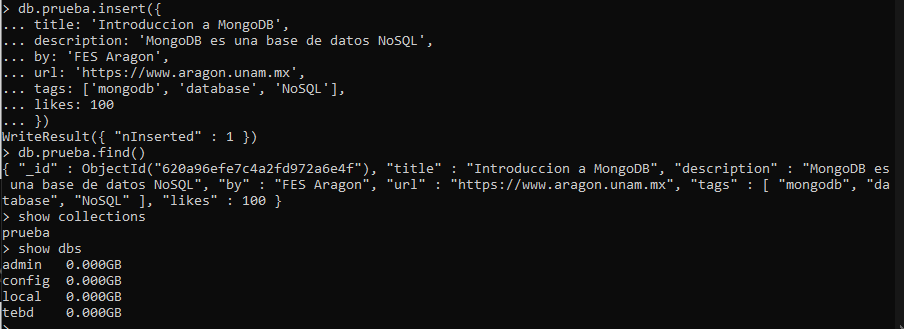 > db.prueba.insert({
... title: 'Introduccion a MongoDB',
... description: 'MongoDB es una base de datos NoSQL',
... by: 'FES Aragon',
... url: 'https://www.aragon.unam.mx',
... tags: ['mongodb', 'database', 'NoSQL'],
... likes: 100
... })
WriteResult({ "nInserted" : 1 })
> db.prueba.find()
{ "_id" : ObjectId("620a96efe7c4a2fd972a6e4f"), "title" : "Introduccion a MongoDB", "description" : "MongoDB es
 una base de datos NoSQL", "by" : "FES Aragon", "url" : "https://www.aragon.unam.mx", "tags" : [ "mongodb", "da
tabase", "NoSQL" ], "likes" : 100 }
> show collections
prueba
> show dbs
admin   0.000GB
config  0.000GB
local   0.000GB
tebd    0.000GB
>